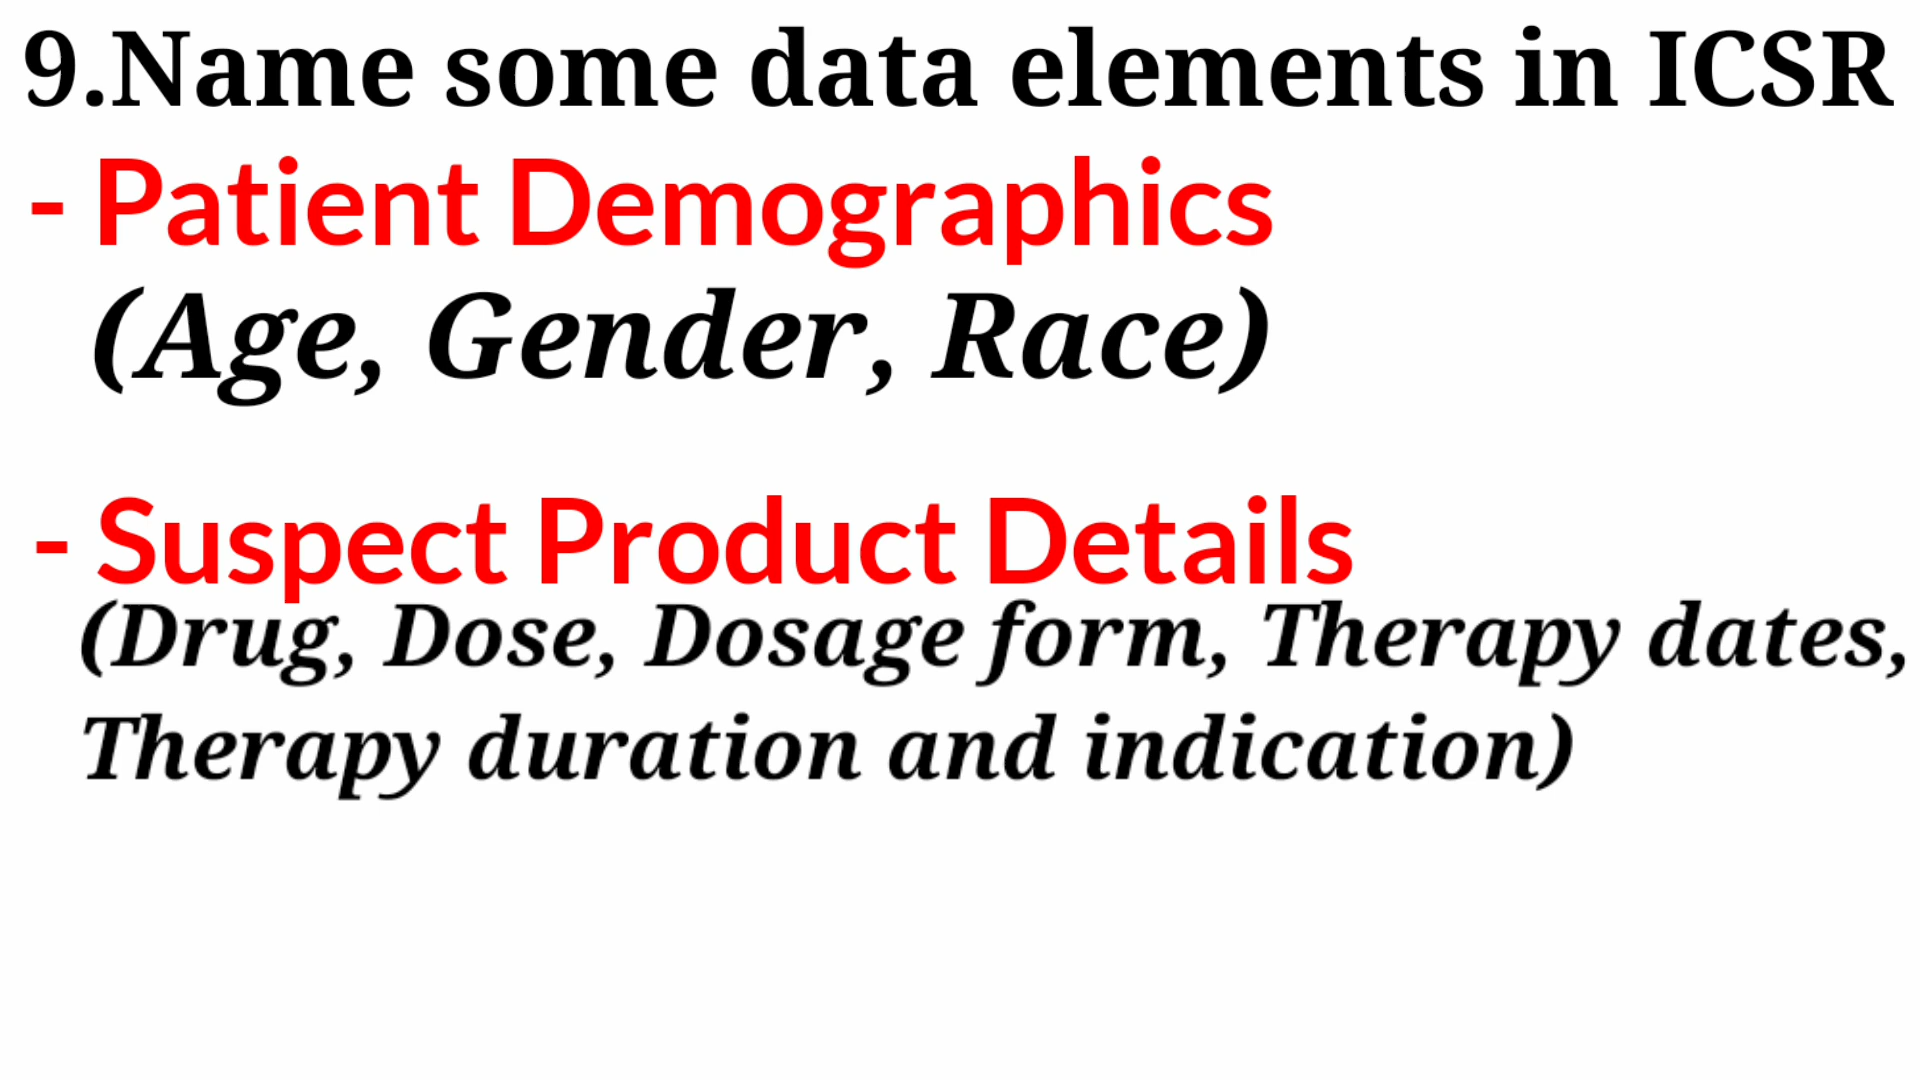 9.Name some data elements in ICSR
- Patient Demographics
(Age, Gender, Race)
- Suspect Product Details
(Drug, Dose, Dosage form, Therapy dates,
Therapy duration and indication)